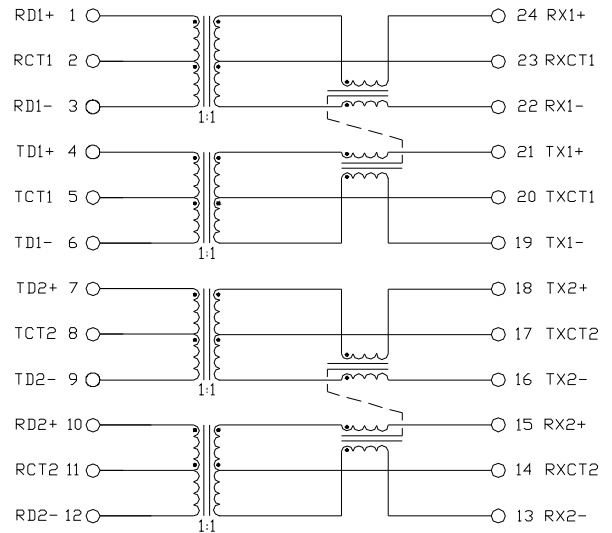 RD1+ 1 24 RX1+
RCT1 2 23 RXCT1
RD1- 3 22 RX1-
1:1
TD1+ 4 21 TX1+
TCT1 5 20 TXCT1
TD1- 6 19 TX1-
1:1
TD2+ 7 18 TX2+
TCT2 8 17 TXCT2
TD2- 9 16 TX2-
1:1
RD2+ 10 15 RX2+
RCT2 11 14 RXCT2
RD2- 12 13 RX2-
1:1